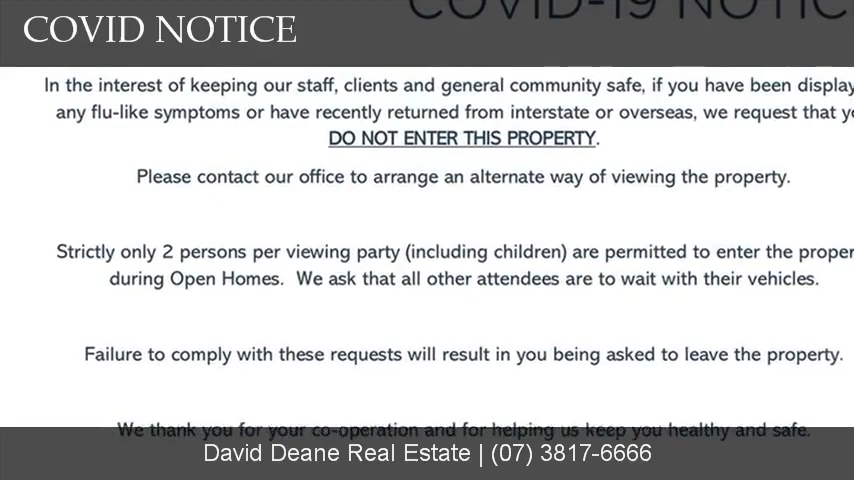 COVID-19 NOTIC
COVID NOTICE
In the interest of keeping our staff, clients and general community safe, if you have been display
any flu-like symptoms or have recently returned from interstate or overseas, we request that yo
DO NOT ENTER THIS PROPERTY.
Please contact our office to arrange an alternate way of viewing the property.
Strictly only 2 persons per viewing party (including children) are permitted to enter the proper
during Open Homes. We ask that all other attendees are to wait with their vehicles.
Failure to comply with these requests will result in you being asked to leave the property.
We thank you for your co-operation and for helping us keep you healthy and safe.
David Deane Real Estate | (07) 3817-6666